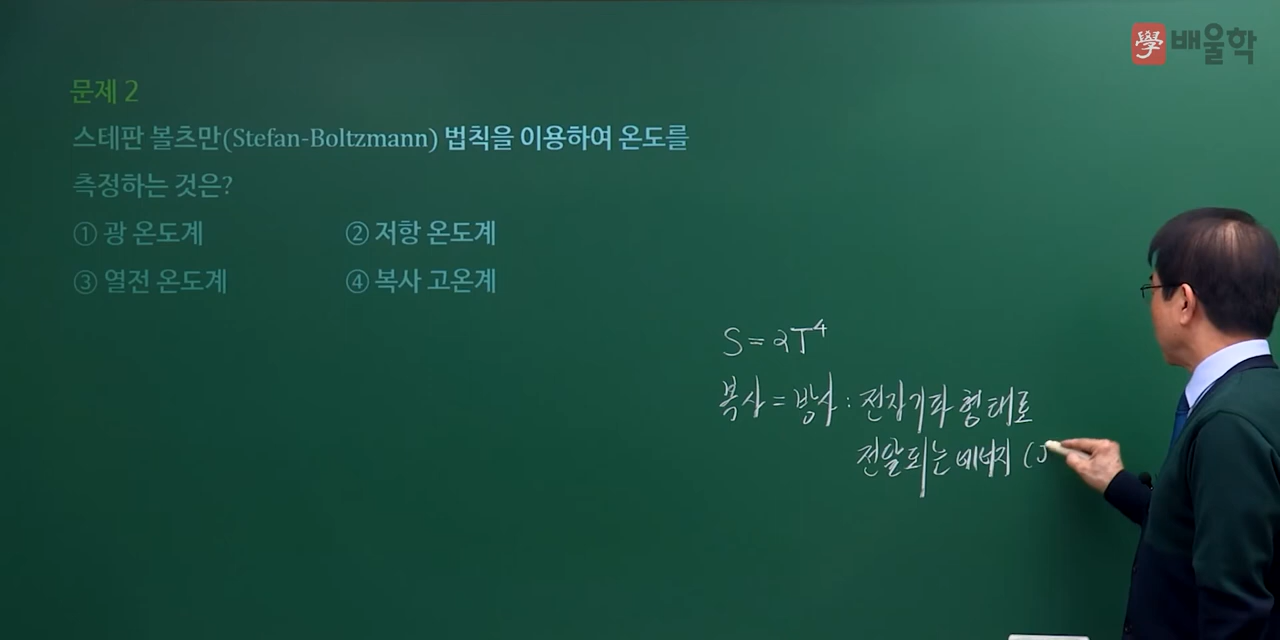 學 배울학
문제 2
스테판 볼츠만(Stefan-Boltzmann) 법칙을 이용하여 온도를
측정하는 것은?
① 광 온도계 ② 저항 온도계
③ 열전 온도계 ④ 복사 고온계
S = 2T⁴
복사 = 방사 : 전자기파 형태로
전달되는 에너지 (J